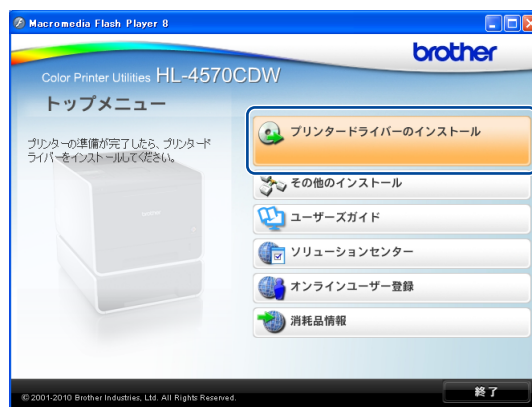 Macromedia Flash Player 8
brother
Color Printer Utilities HL-4570CDW
トップメニュー
プリンターの準備が完了したら、プリンタード
ライバーをインストールしてください。
プリンタードライバーのインストール
その他のインストール
ユーザーズガイド
ソリューションセンター
オンラインユーザー登録
消耗品情報
© 2001-2010 Brother Industries, Ltd. All Rights Reserved.
終了